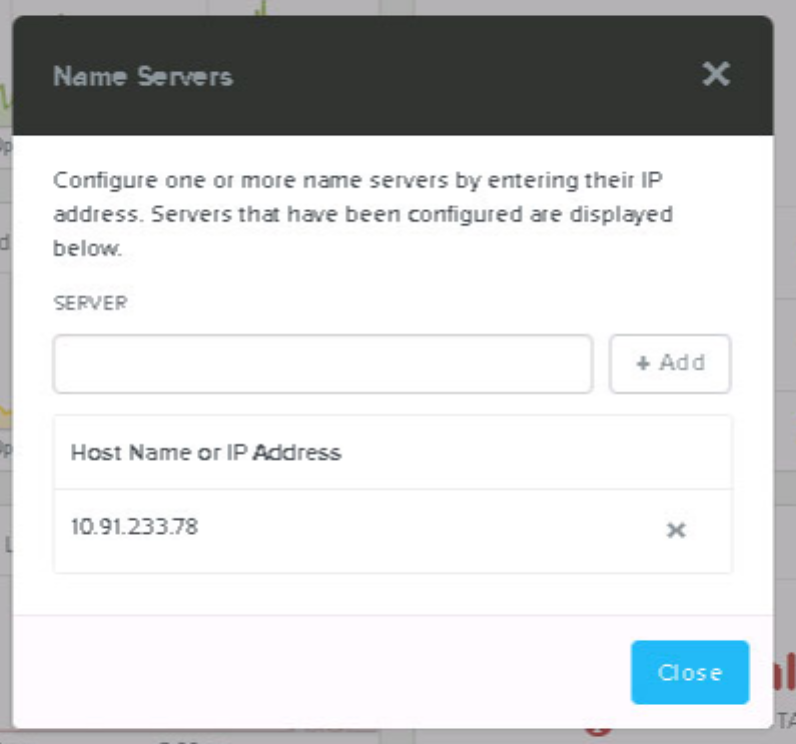 Name Servers
Configure one or more name servers by entering their IP
address. Servers that have been configured are displayed
below.
SERVER
+ Add
Host Name or IP Address
10.91.233.78
Close